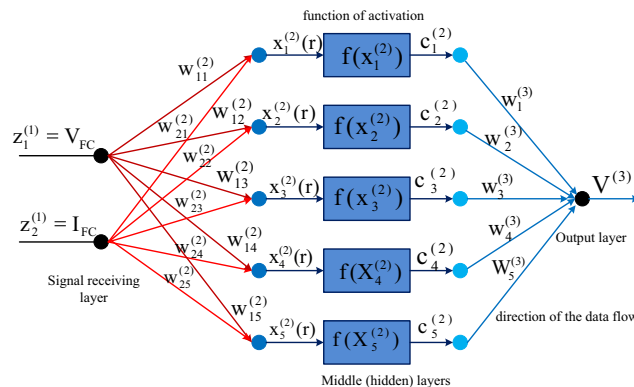 function of activation
x₁⁽²⁾(r) f(x₁⁽²⁾) c₁⁽²⁾
w₁₁⁽²⁾
w₁⁽³⁾
w₁₂⁽²⁾
x₂⁽²⁾(r) f(x₂⁽²⁾) c₂⁽²⁾
w₂₁⁽²⁾
w₂⁽³⁾
z₁⁽¹⁾ = V_FC
w₂₂⁽²⁾
w₁₃⁽²⁾
x₃⁽²⁾(r) f(x₃⁽²⁾) c₃⁽²⁾
w₃⁽³⁾
V⁽³⁾
w₂₃⁽²⁾
z₂⁽¹⁾ = I_FC
w₁₄⁽²⁾
w₄⁽³⁾
Output layer
w₂₄⁽²⁾
x₄⁽²⁾(r) f(X₄⁽²⁾) c₄⁽²⁾
W₅⁽³⁾
Signal receiving
layer
w₂₅⁽²⁾
w₁₅⁽²⁾
direction of the data flow
x₅⁽²⁾(r) f(X₅⁽²⁾) c₅⁽²⁾
Middle (hidden) layers